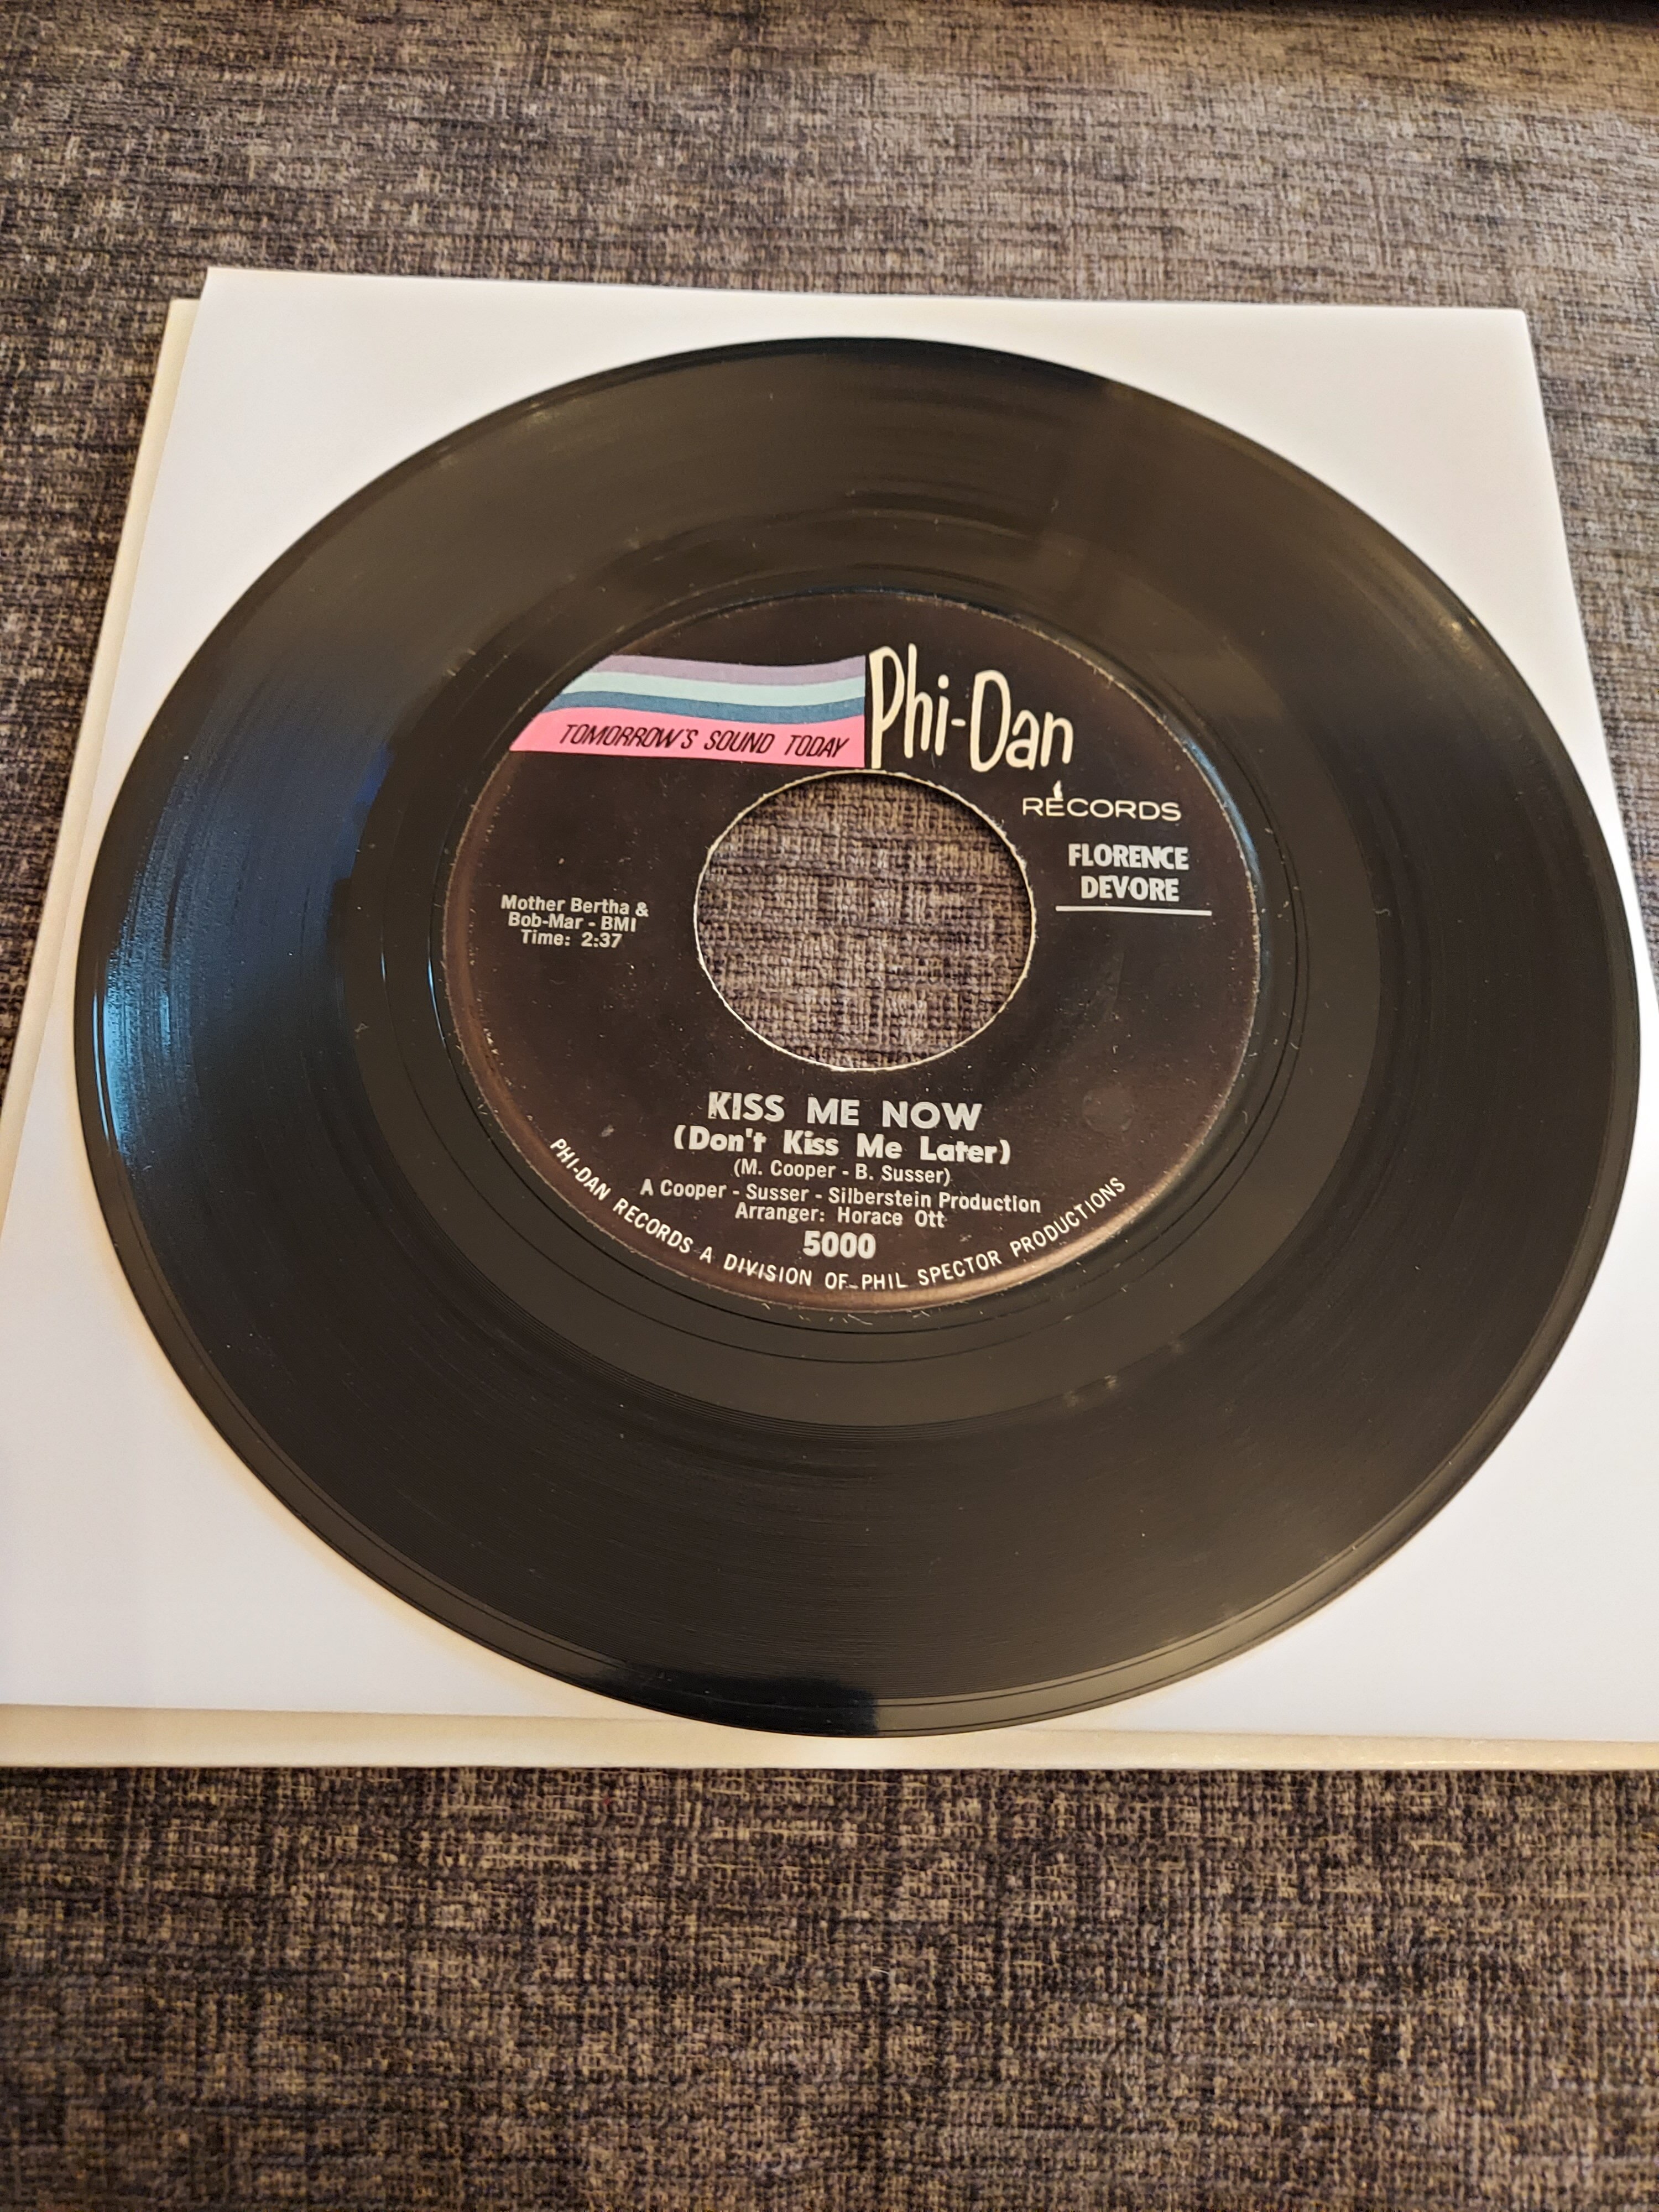 Phi-Dan
TOMORROW'S SOUND TODAY
RECORDS
FLORENCE
DEVORE
Mother Bertha &
Bob-Mar - BMI
Time: 2:37
KISS ME NOW
(Don't Kiss Me Later)
(M. Cooper - B. Susser)
A Cooper - Susser - Silberstein Production
Arranger: Horace Ott
5000
PHI-DAN RECORDS A DIVISION OF PHIL SPECTOR PRODUCTIONS